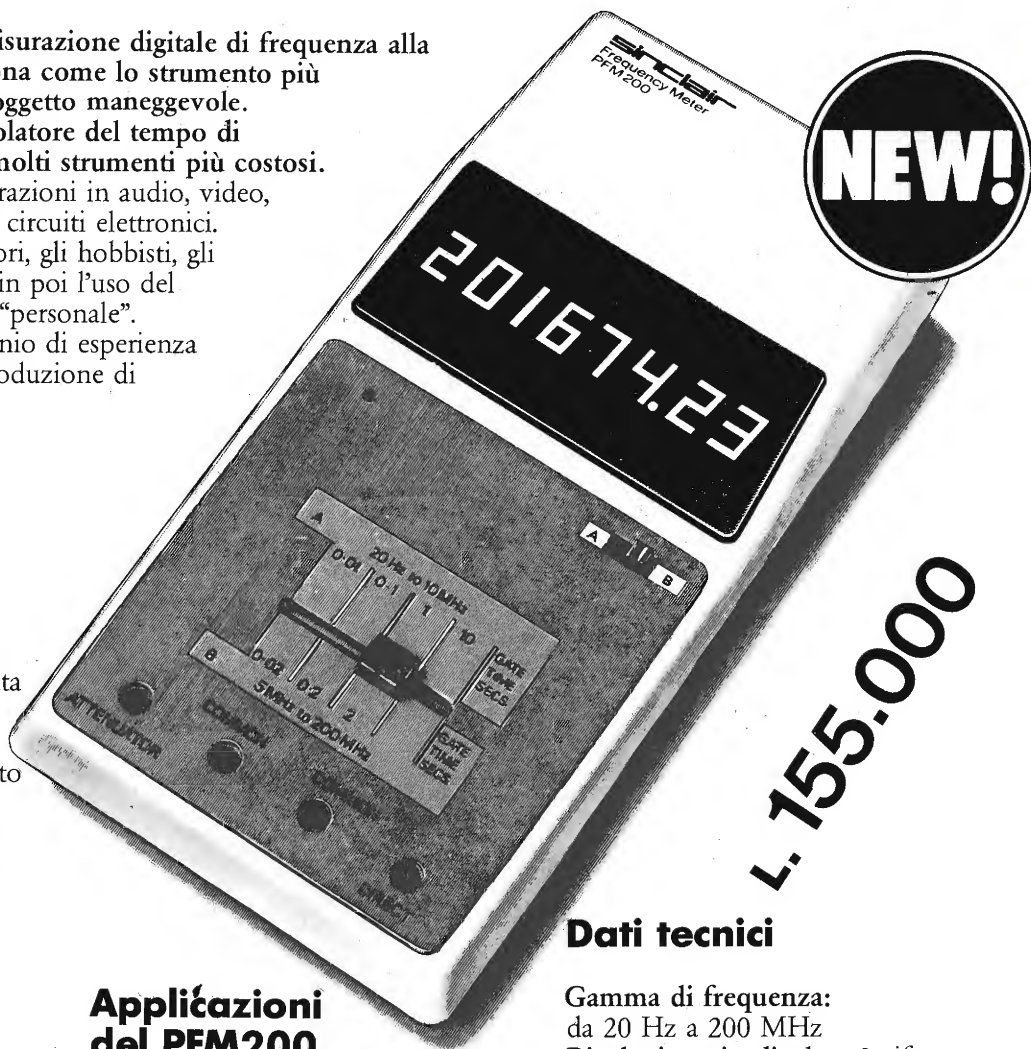 isurazione digitale di frequenza alla
na come lo strumento più
oggetto maneggevole.
olatore del tempo di
nolti strumenti più costosi.
razioni in audio, video,
circuiti elettronici.
ori, gli hobbisti, gli
in poi l'uso del
“personale”.
nio di esperienza
oduzione di
ta
to
sinclair
Frequency Meter
PFM200
NEW!
201674.23
A B
A 20 Hz to 10 MHz
0·01 0·1 1 10
GATE
TIME
SECS
0·02 0·2 2
B 5 MHz to 200 MHz
GATE
TIME
SECS
ATTENUATOR
COMMON
COMMON
DIRECT
L. 155.000
Applicazioni
del PFM200
Dati tecnici
Gamma di frequenza:
da 20 Hz a 200 MHz